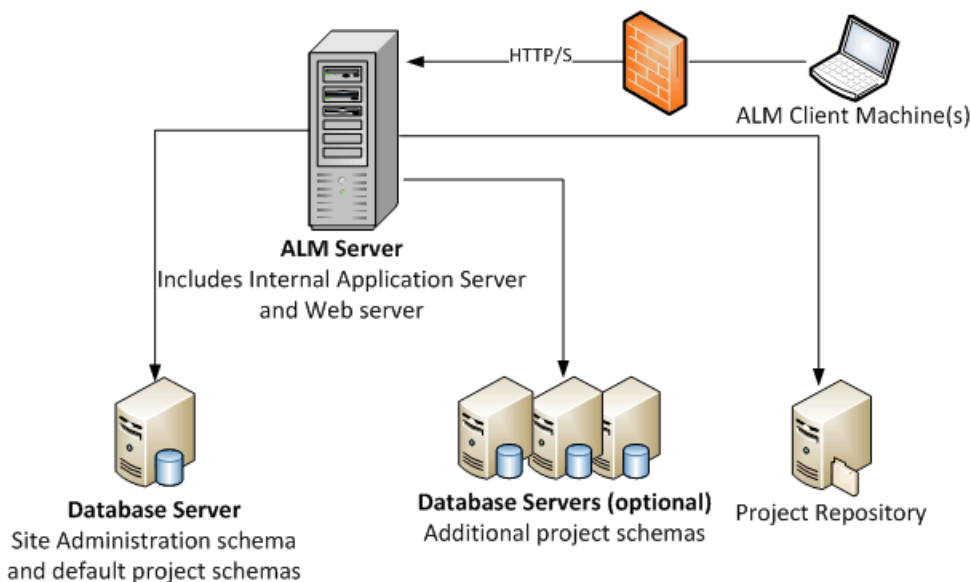 HTTP/S
ALM Client Machine(s)
ALM Server
Includes Internal Application Server
and Web server
Database Server
Site Administration schema
and default project schemas
Database Servers (optional)
Additional project schemas
Project Repository